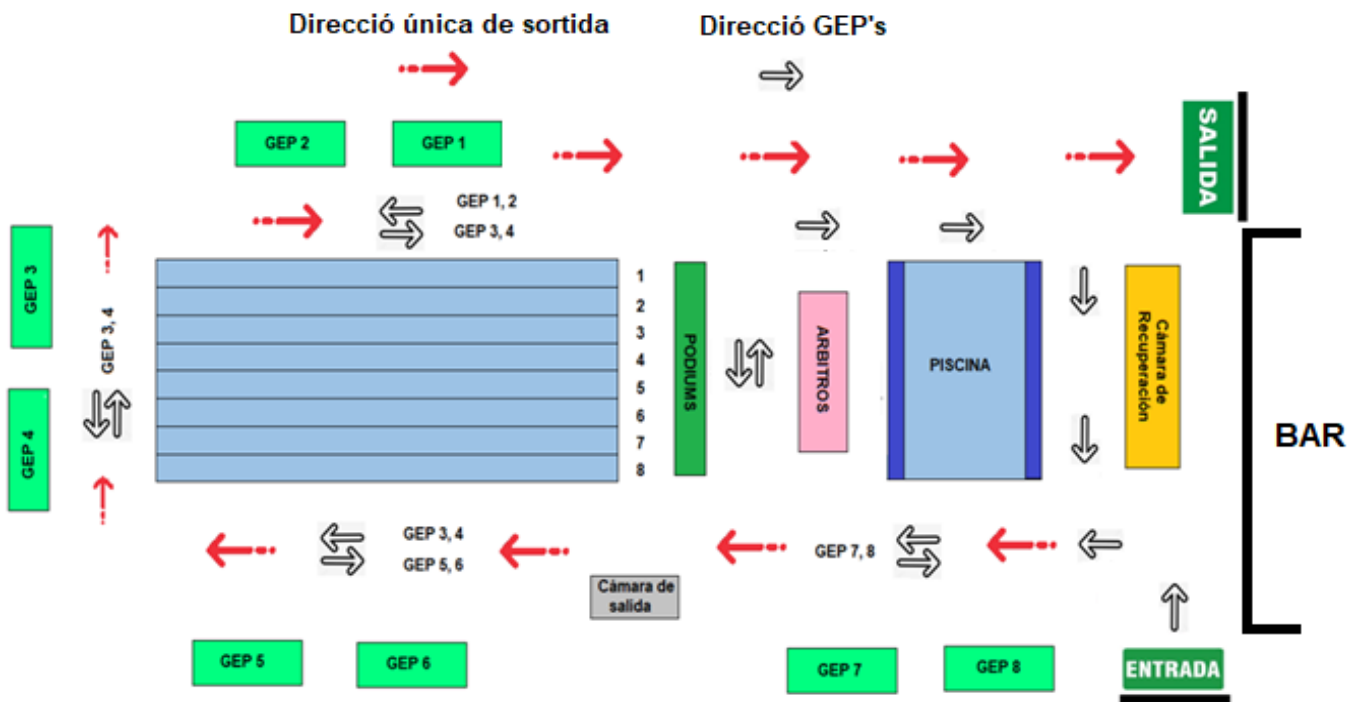 Direcció única de sortida
Direcció GEP's
GEP 2
GEP 1
SALIDA
GEP 1, 2
GEP 3, 4
GEP 3
GEP 3, 4
GEP 4
1
2
3
4
5
6
7
8
PODIUMS
ARBITROS
PISCINA
Cámara de
Recuperación
BAR
GEP 3, 4
GEP 5, 6
GEP 7, 8
Cámara de
salida
GEP 5
GEP 6
GEP 7
GEP 8
ENTRADA